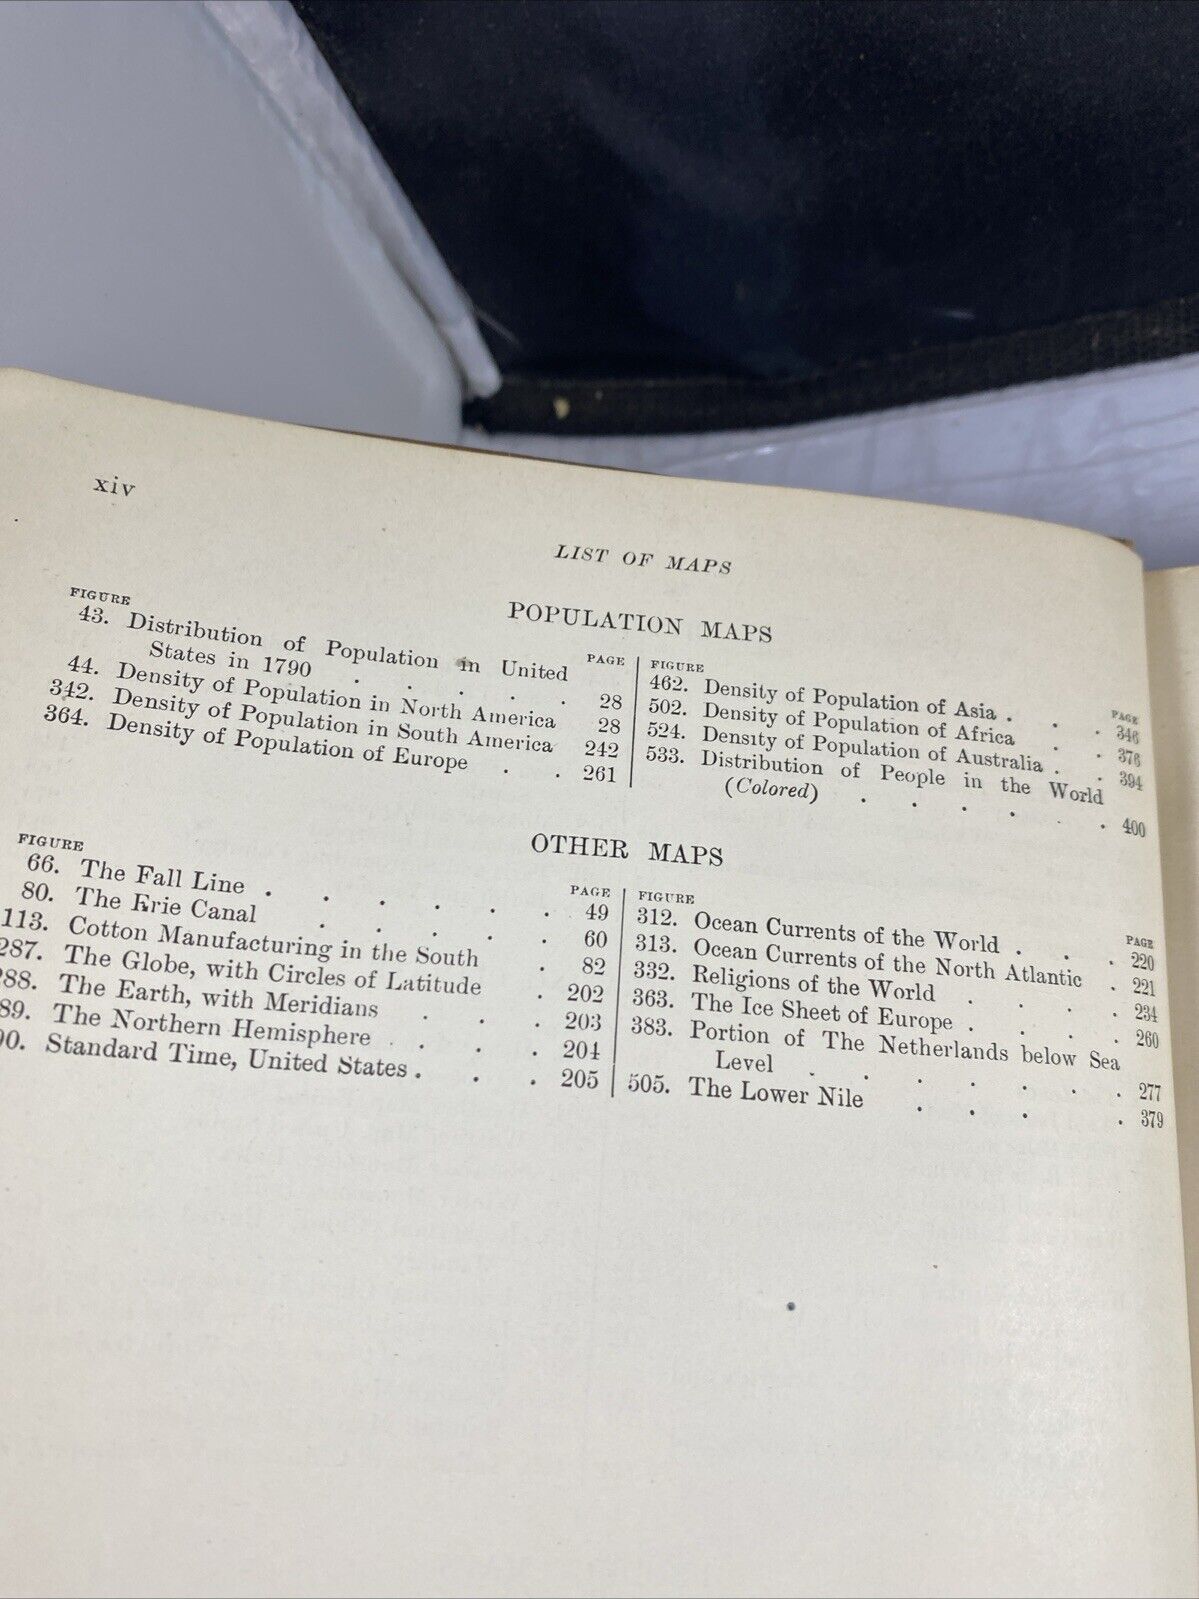 xiv
LIST OF MAPS
POPULATION MAPS
FIGURE
PAGE
43. Distribution of Population in United
States in 1790 . . . . . 28
44. Density of Population in North America 28
342. Density of Population in South America 242
364. Density of Population of Europe . . 261
FIGURE
PAGE
462. Density of Population of Asia . . . 346
502. Density of Population of Africa . . 376
524. Density of Population of Australia . . 394
533. Distribution of People in the World
(Colored) . . . . . . 400
OTHER MAPS
FIGURE
PAGE
66. The Fall Line . . . . . . 49
80. The Erie Canal . . . . . 60
113. Cotton Manufacturing in the South . 82
287. The Globe, with Circles of Latitude . 202
288. The Earth, with Meridians . . . 203
89. The Northern Hemisphere . . . 204
90. Standard Time, United States . . . 205
FIGURE
PAGE
312. Ocean Currents of the World . . . 220
313. Ocean Currents of the North Atlantic . 221
332. Religions of the World . . . . 234
363. The Ice Sheet of Europe . . . . 260
383. Portion of The Netherlands below Sea
Level . . . . . . . 277
505. The Lower Nile . . . . 379